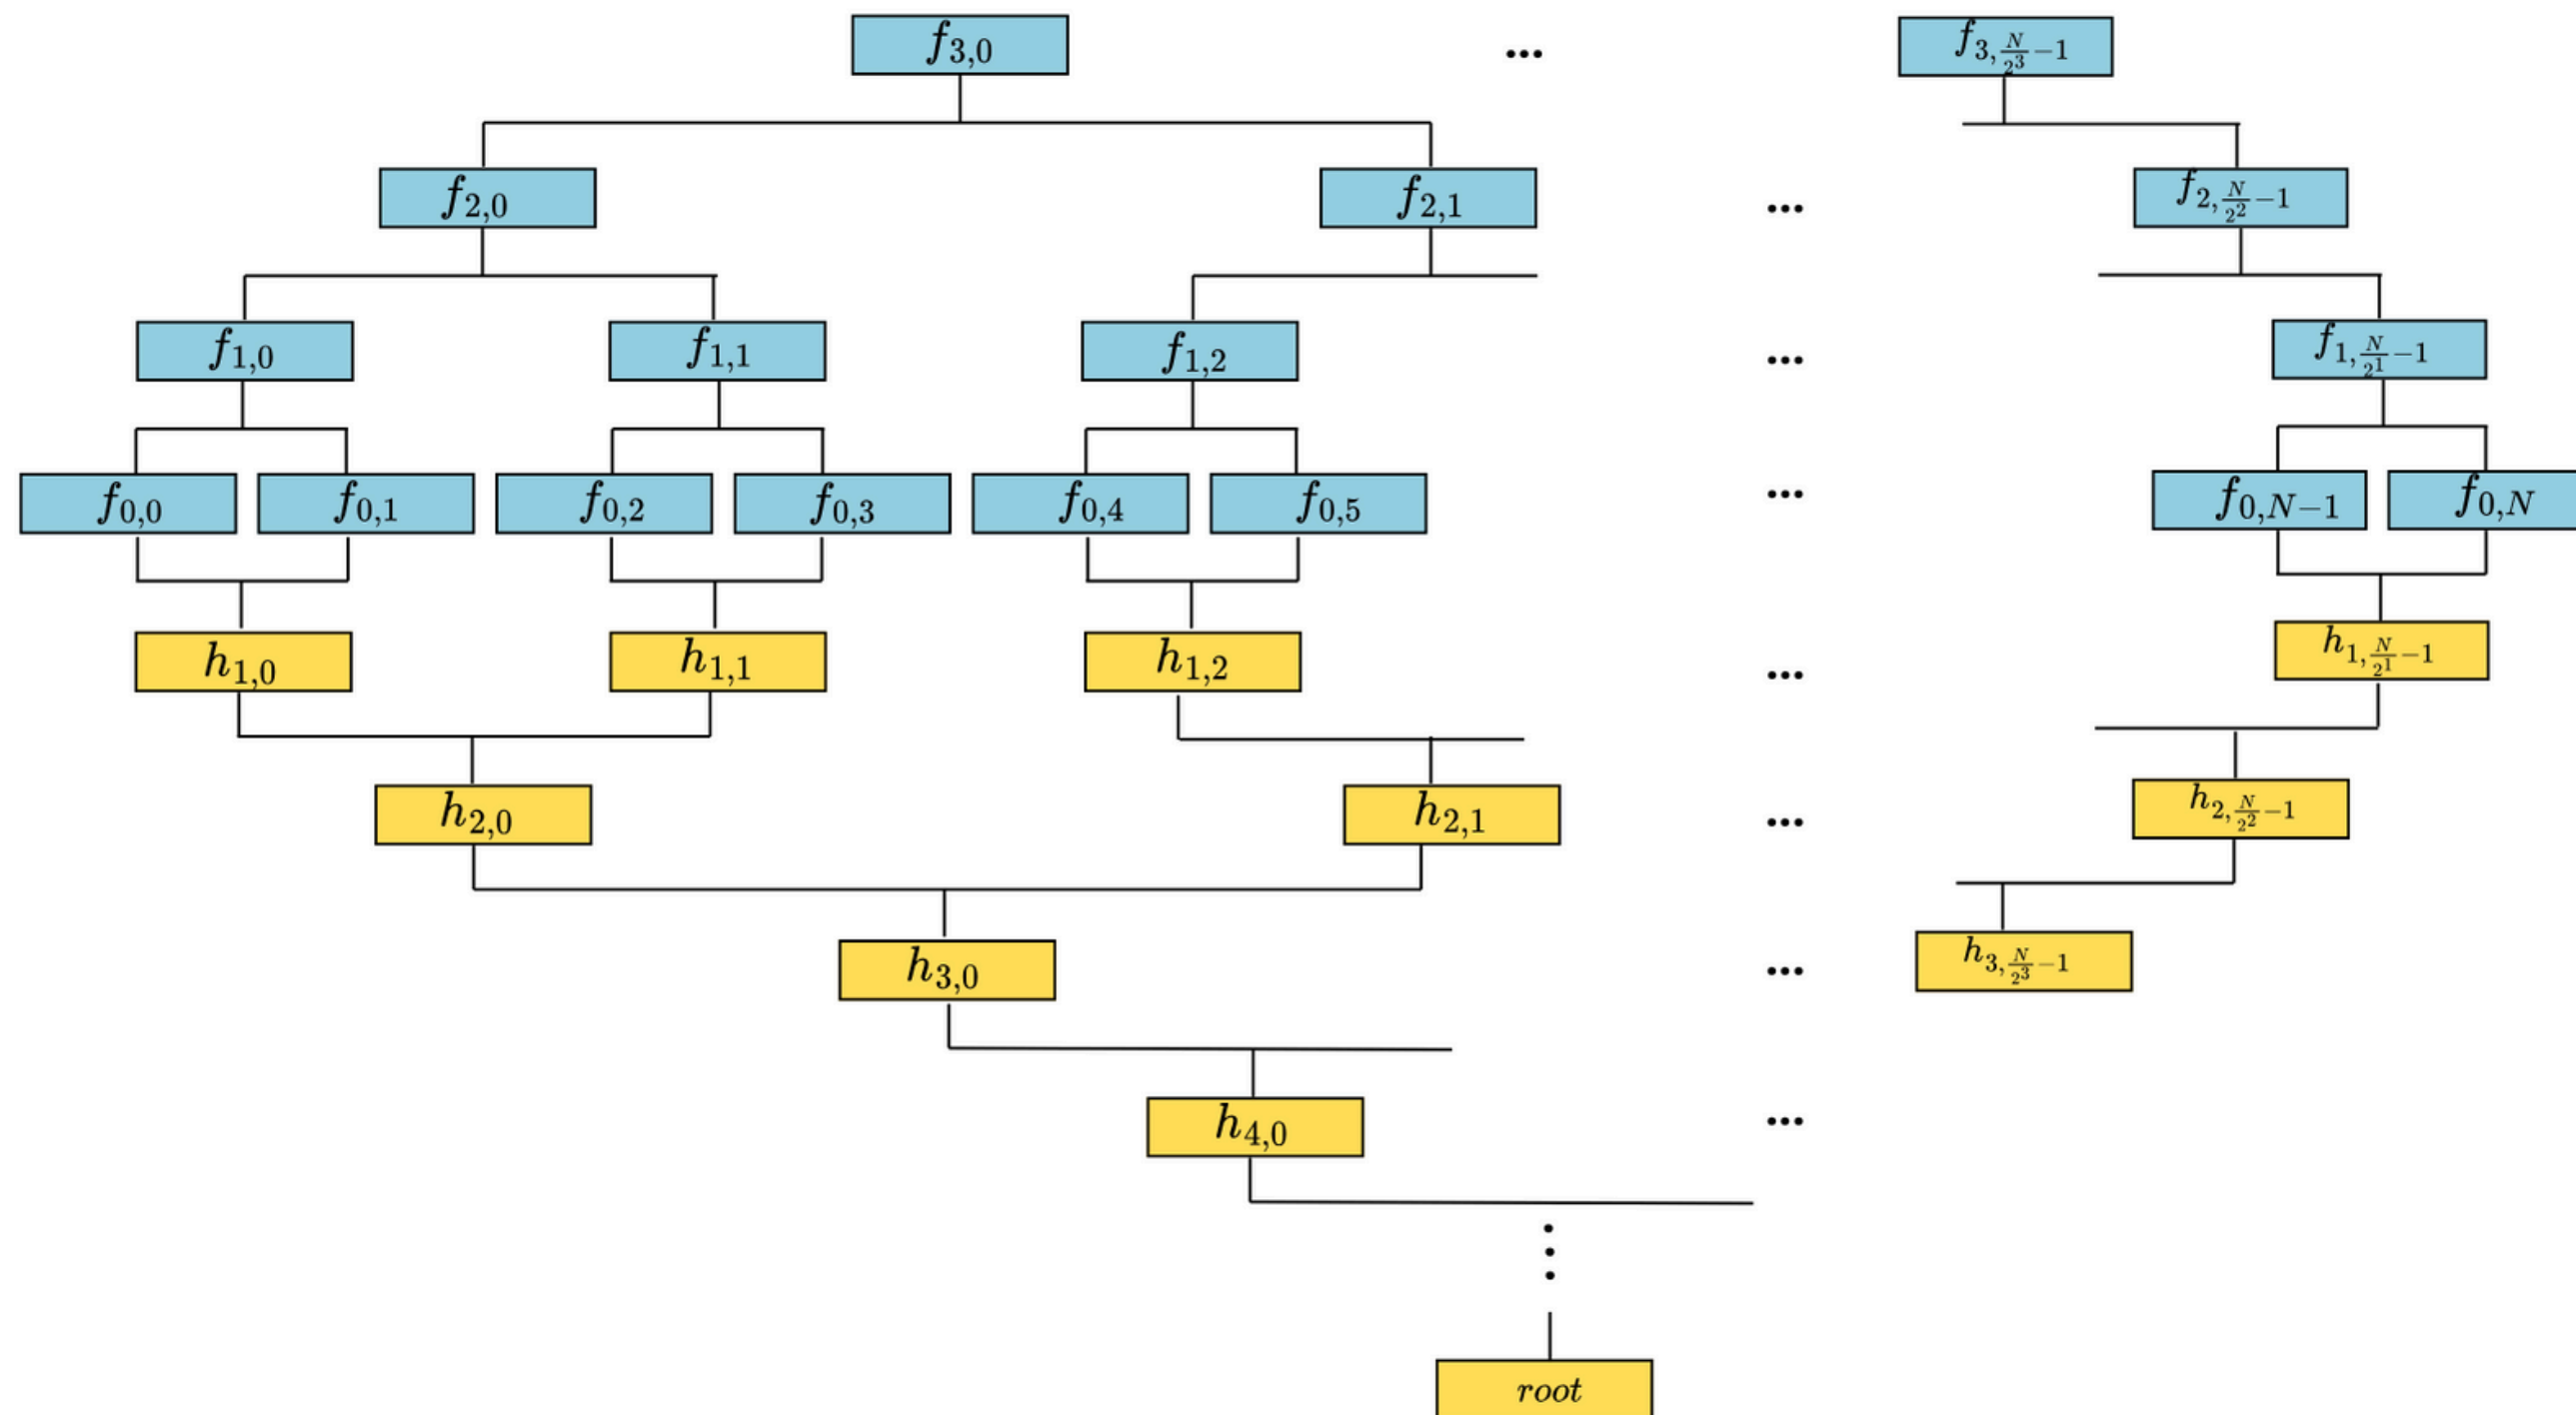 f_{3,0} ... f_{3,\frac{N}{2^3}-1}
f_{2,0} f_{2,1} ... f_{2,\frac{N}{2^2}-1}
f_{1,0} f_{1,1} f_{1,2} ... f_{1,\frac{N}{2^1}-1}
f_{0,0} f_{0,1} f_{0,2} f_{0,3} f_{0,4} f_{0,5} ... f_{0,N-1} f_{0,N}
h_{1,0} h_{1,1} h_{1,2} ... h_{1,\frac{N}{2^1}-1}
h_{2,0} h_{2,1} ... h_{2,\frac{N}{2^2}-1}
h_{3,0} ... h_{3,\frac{N}{2^3}-1}
h_{4,0} ...
root